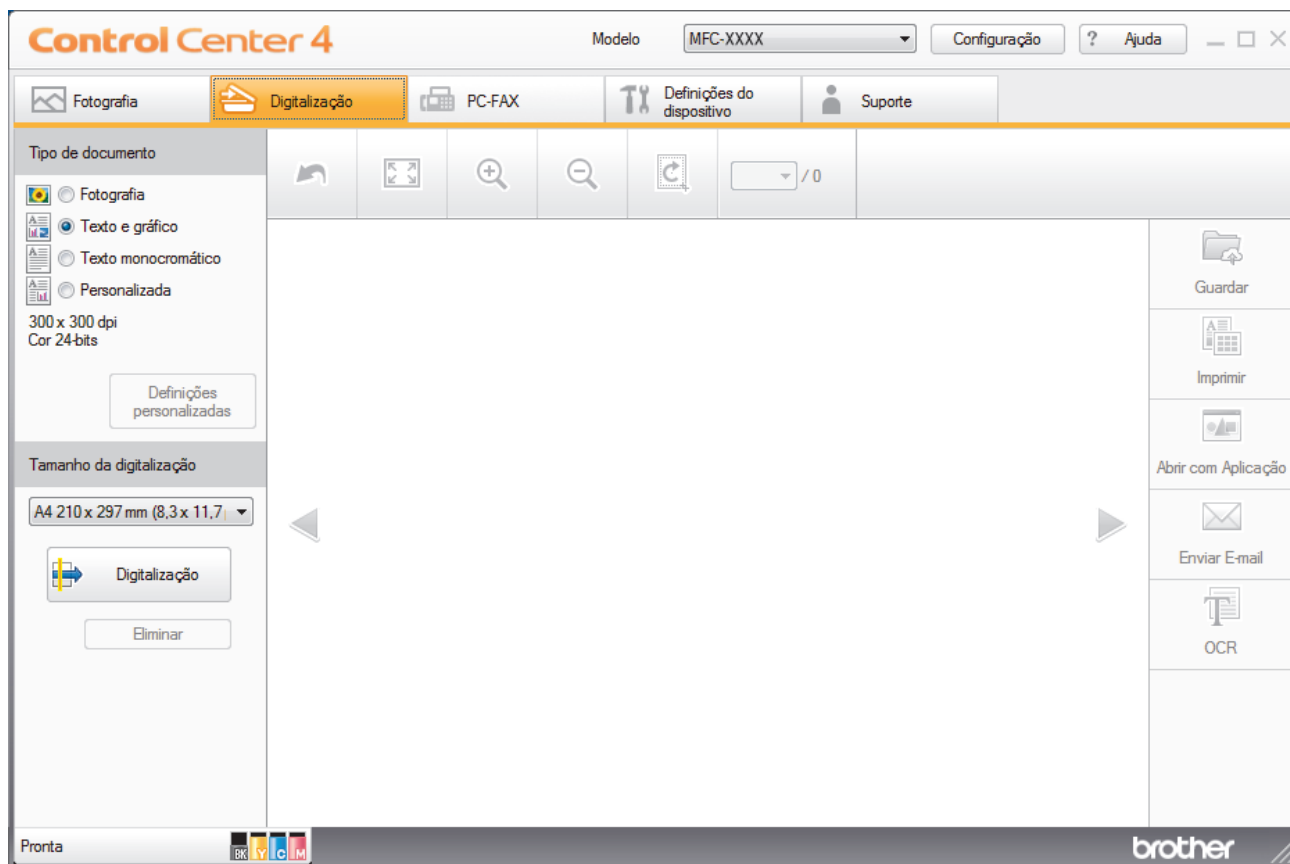 Control Center 4
Modelo
MFC-XXXX
Configuração
? Ajuda
Fotografia
Digitalização
PC-FAX
Definições do
dispositivo
Suporte
Tipo de documento
/ 0
Fotografia
Texto e gráfico
Texto monocromático
Personalizada
300 x 300 dpi
Cor 24-bits
Definições
personalizadas
Tamanho da digitalização
A4 210 x 297 mm (8,3 x 11,7
Digitalização
Eliminar
Guardar
Imprimir
Abrir com Aplicação
Enviar E-mail
OCR
Pronta
BK Y C M
brother